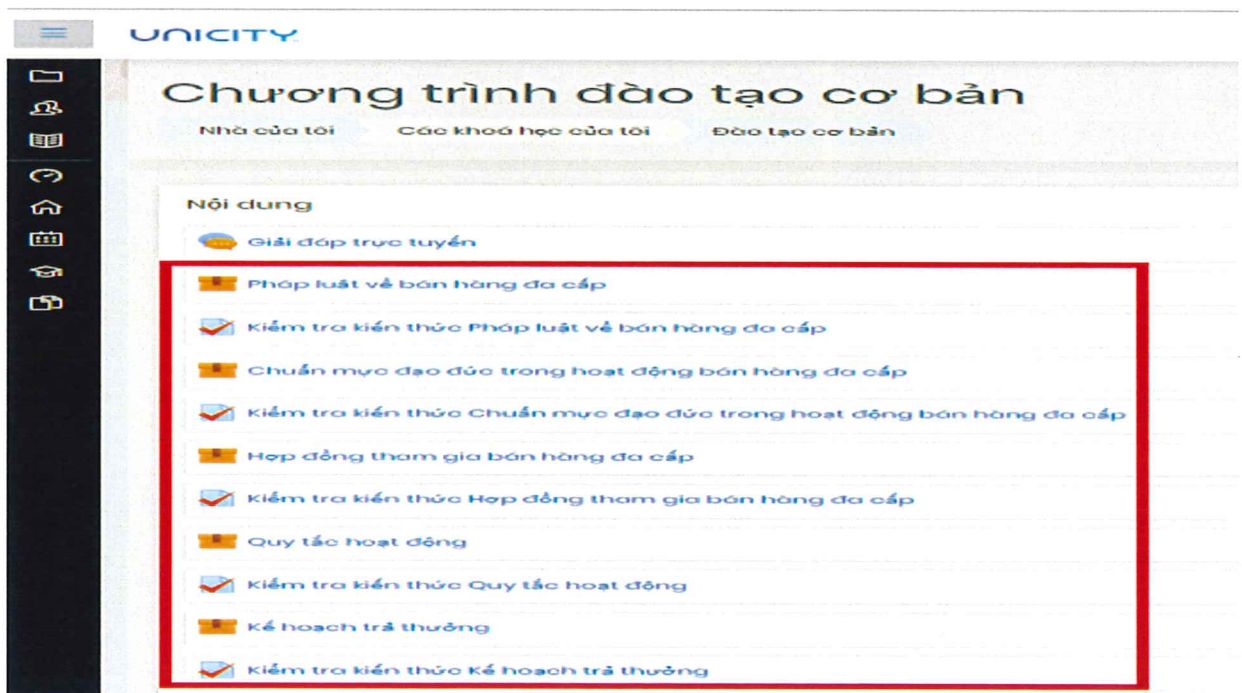 UNICITY
Chương trình đào tạo cơ bản
Nhà của tôi Các khoá học của tôi Đào tạo cơ bản
Nội dung
Giải đáp trực tuyến
Pháp luật về bán hàng đa cấp
Kiểm tra kiến thức Pháp luật về bán hàng đa cấp
Chuẩn mực đạo đức trong hoạt động bán hàng đa cấp
Kiểm tra kiến thức Chuẩn mực đạo đức trong hoạt động bán hàng đa cấp
Hợp đồng tham gia bán hàng đa cấp
Kiểm tra kiến thức Hợp đồng tham gia bán hàng đa cấp
Quy tắc hoạt động
Kiểm tra kiến thức Quy tắc hoạt động
Kế hoạch trả thưởng
Kiểm tra kiến thức Kế hoạch trả thưởng